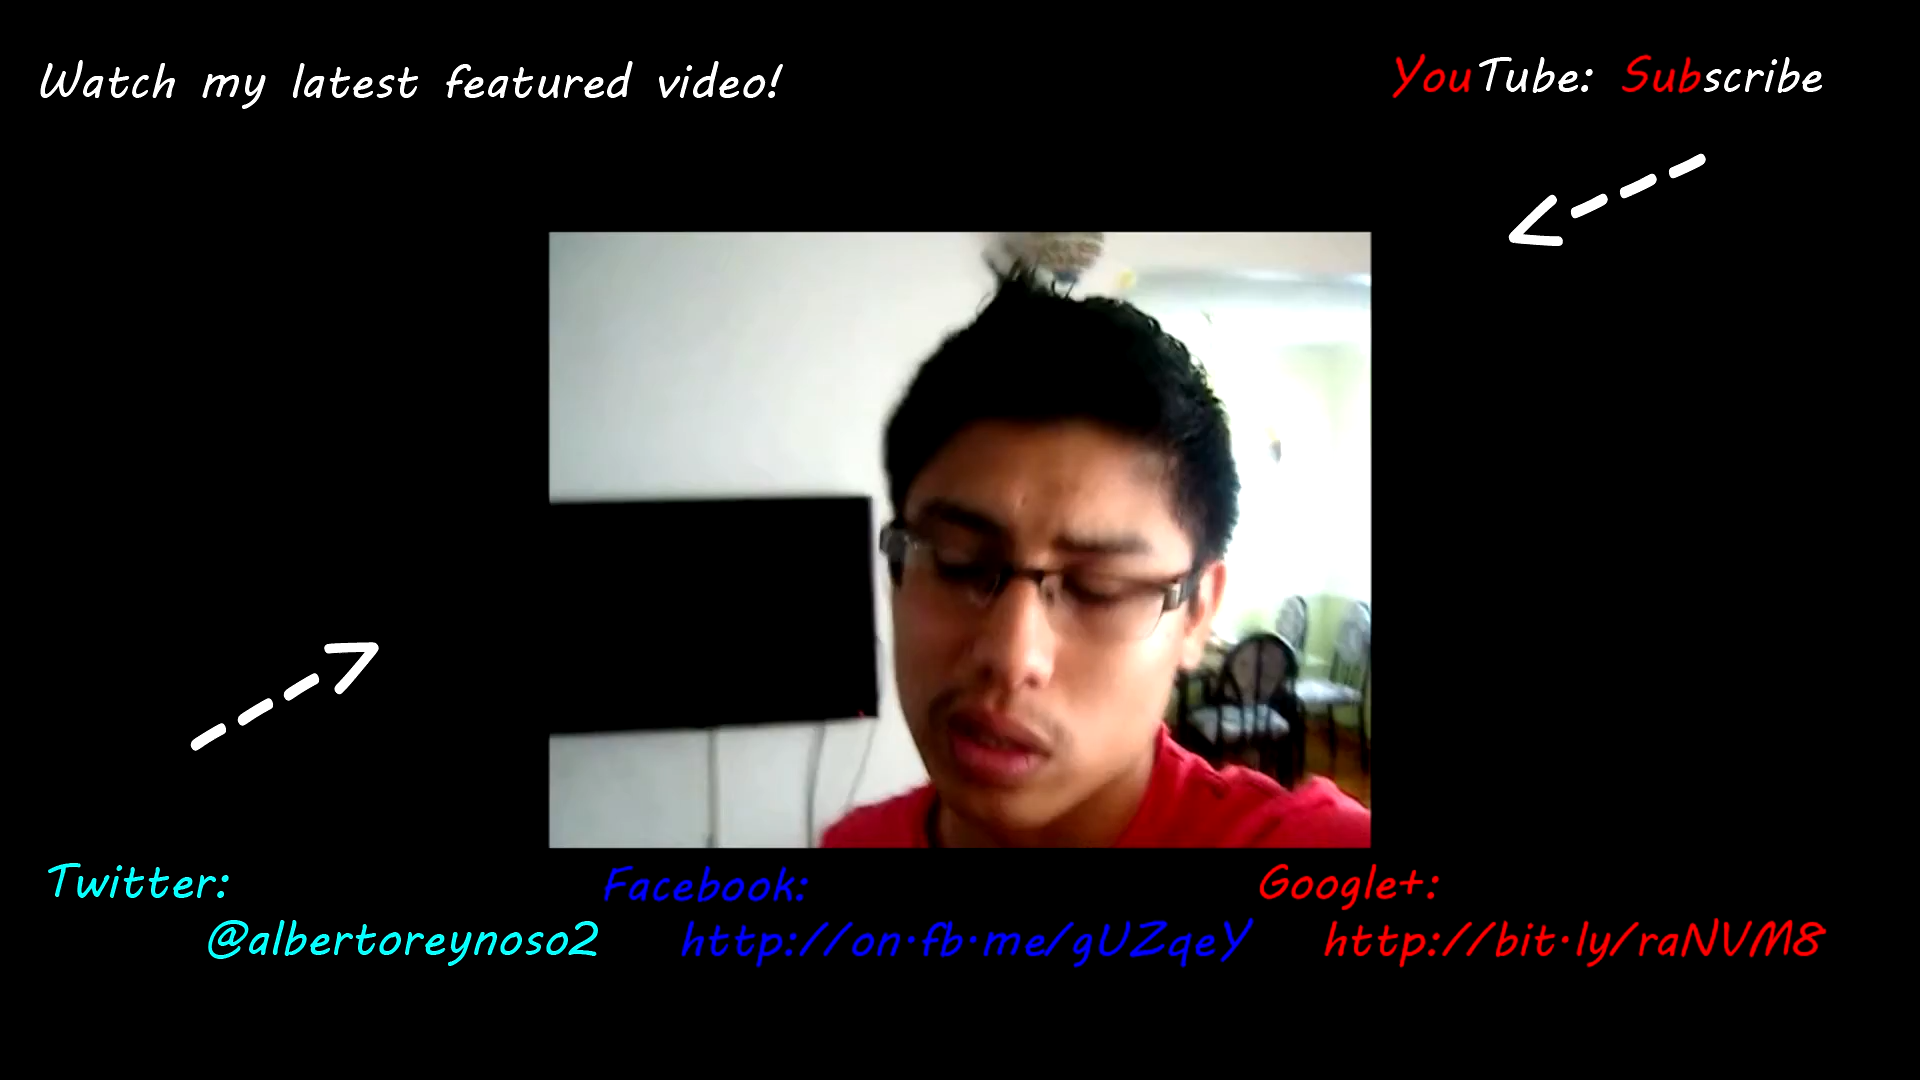 Watch my latest featured video!
YouTube: Subscribe
Twitter:
@albertoreynoso2
Facebook:
http://on.fb.me/gUZqeY
Google+:
http://bit.ly/raNVM8